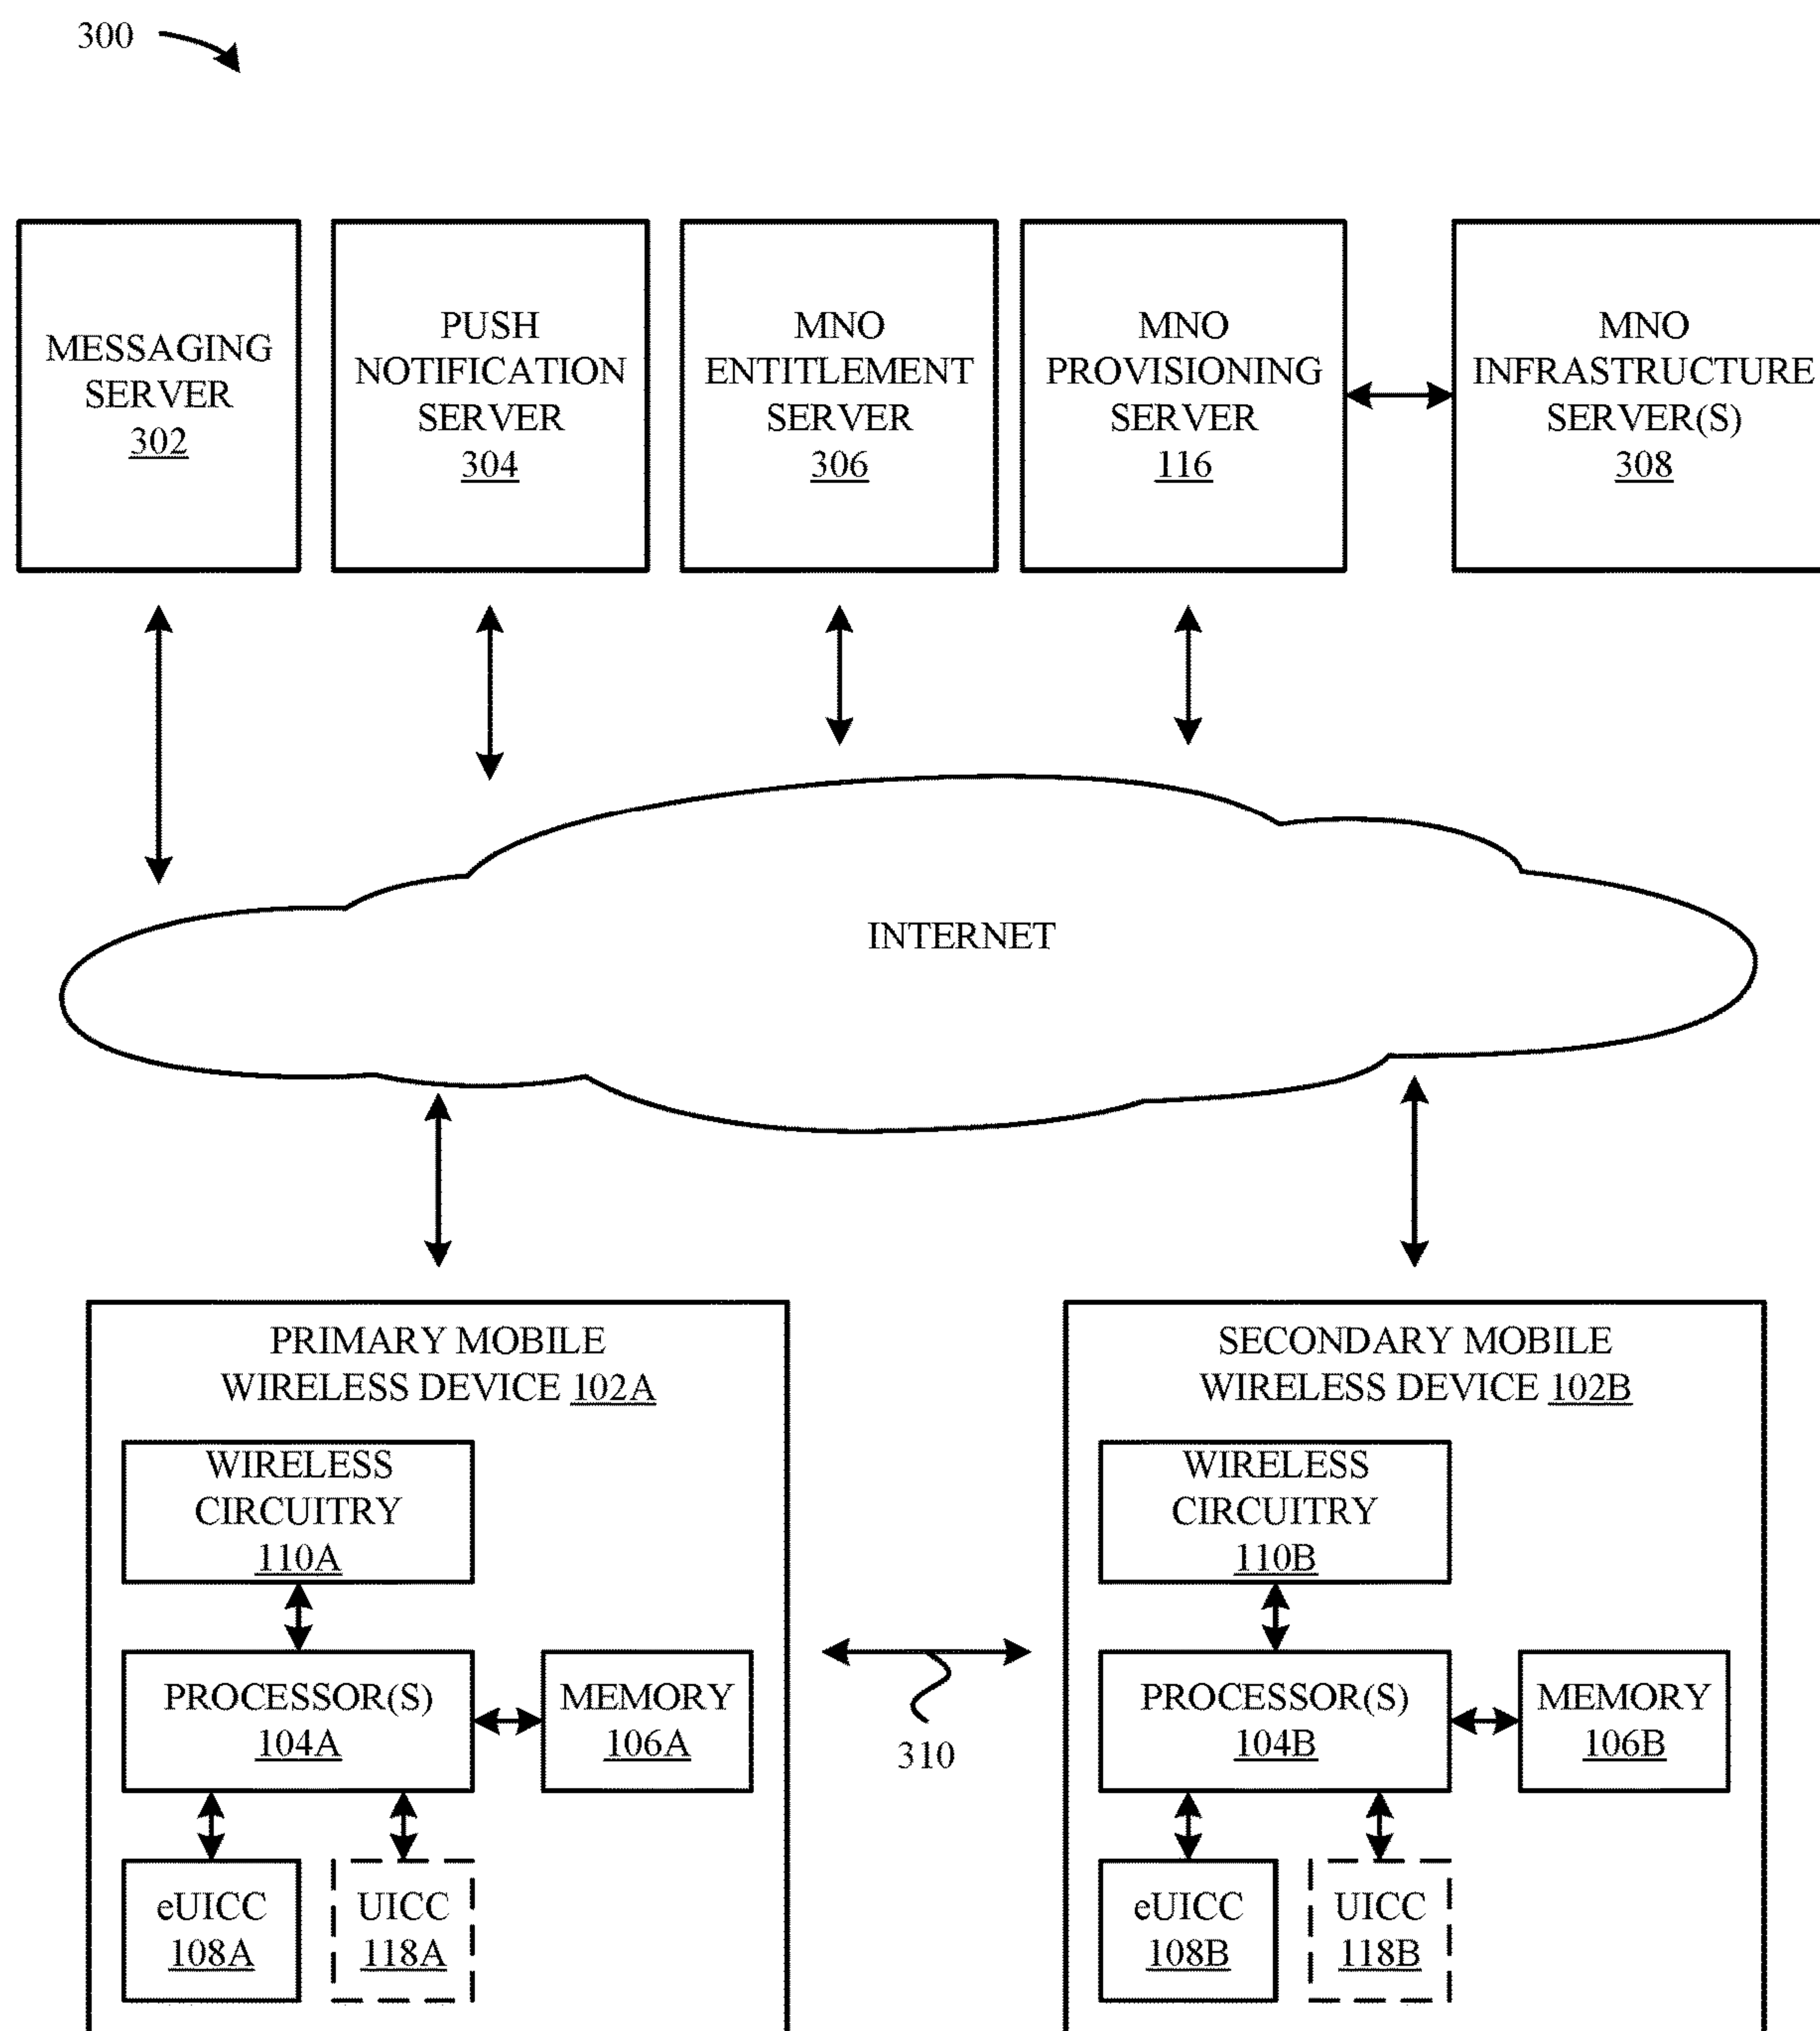 300
MESSAGING
SERVER
302
PUSH
NOTIFICATION
SERVER
304
MNO
ENTITLEMENT
SERVER
306
MNO
PROVISIONING
SERVER
116
MNO
INFRASTRUCTURE
SERVER(S)
308
INTERNET
PRIMARY MOBILE
WIRELESS DEVICE 102A
WIRELESS
CIRCUITRY
110A
PROCESSOR(S)
104A
MEMORY
106A
eUICC
108A
UICC
118A
310
SECONDARY MOBILE
WIRELESS DEVICE 102B
WIRELESS
CIRCUITRY
110B
PROCESSOR(S)
104B
MEMORY
106B
eUICC
108B
UICC
118B